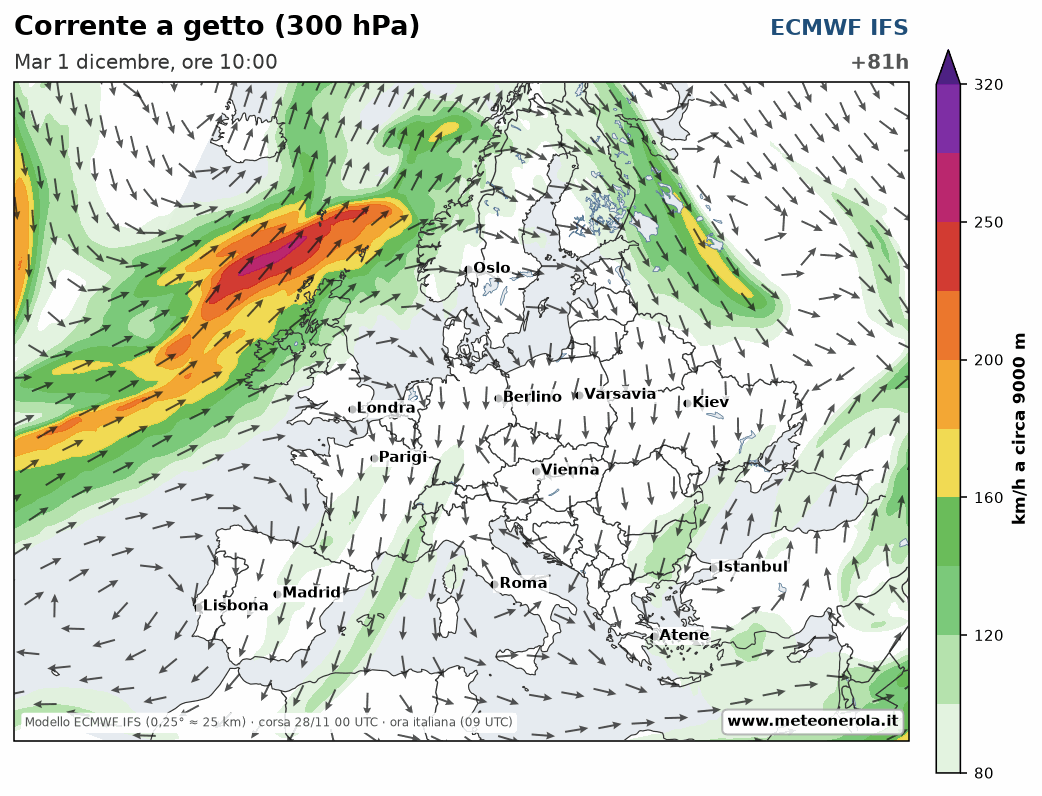 Corrente a getto (300 hPa)
ECMWF IFS
Mar 1 dicembre, ore 10:00
+81h
320
250
200
160
120
80
km/h a circa 9000 m
Oslo
Berlino
Varsavia
Kiev
Londra
Parigi
Vienna
Istanbul
Roma
Madrid
Lisbona
Atene
Modello ECMWF IFS (0,25° ≈ 25 km) · corsa 28/11 00 UTC · ora italiana (09 UTC)
www.meteonerola.it